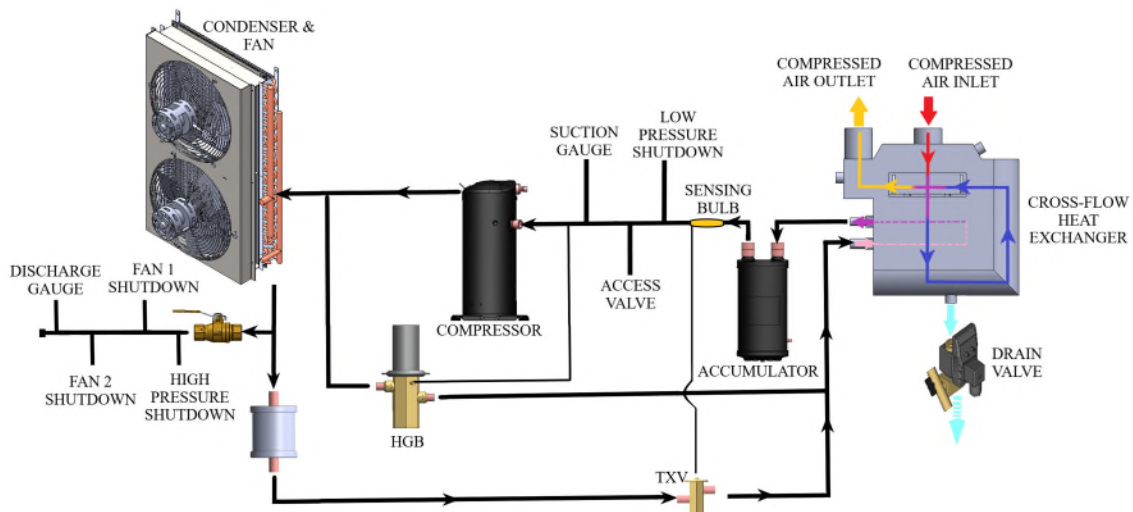 CONDENSER &
FAN
COMPRESSED
AIR OUTLET
COMPRESSED
AIR INLET
SUCTION
GAUGE
LOW
PRESSURE
SHUTDOWN
SENSING
BULB
CROSS-FLOW
HEAT
EXCHANGER
DISCHARGE
GAUGE
FAN 1
SHUTDOWN
ACCESS
VALVE
COMPRESSOR
FAN 2
SHUTDOWN
HIGH
PRESSURE
SHUTDOWN
ACCUMULATOR
DRAIN
VALVE
HGB
TXV